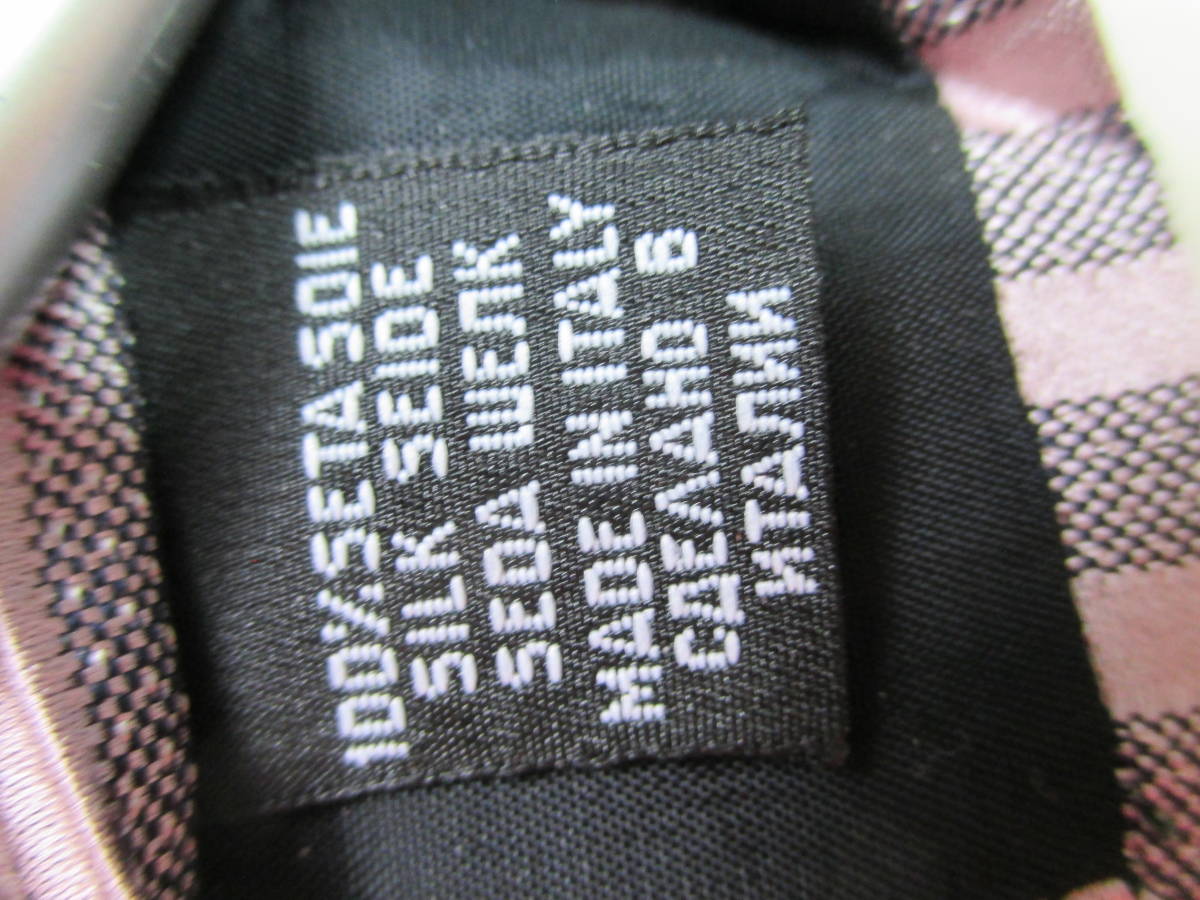 100% SETA SOIE
SILK SEIDE
SEDA ШЕЛК
MADE IN ITALY
СДЕЛАНО В
ИТАЛИИ